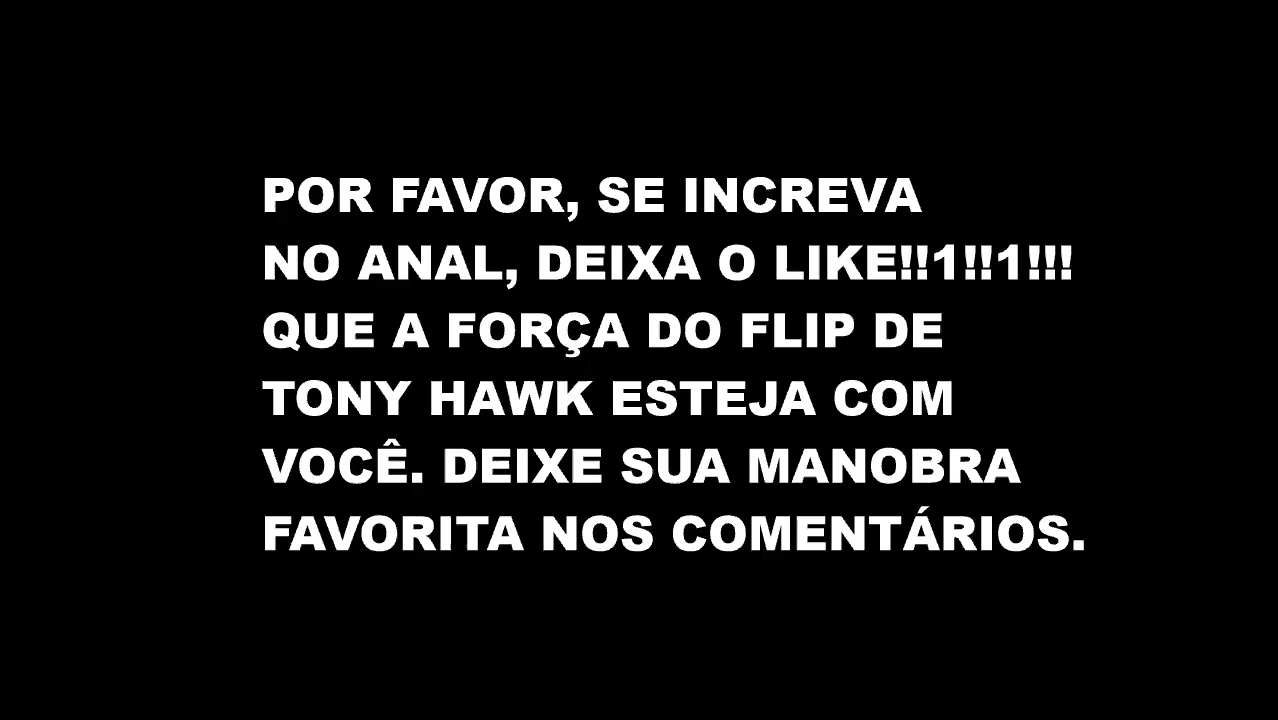 POR FAVOR, SE INCREVA
NO ANAL, DEIXA O LIKE!!1!!1!!!
QUE A FORÇA DO FLIP DE
TONY HAWK ESTEJA COM
VOCÊ. DEIXE SUA MANOBRA
FAVORITA NOS COMENTÁRIOS.